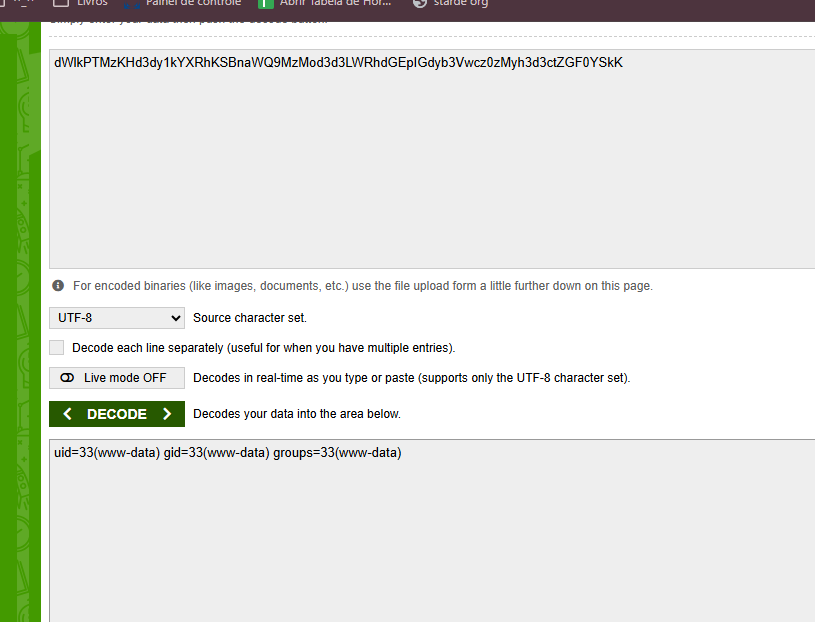 Livros
Painel de controle
Abrir Tabela de Hor...
starde org
Simply enter your data then push the decode button.
dWlkPTMzKHd3dy1kYXRhKSBnaWQ9MzMod3d3LWRhdGEpIGdyb3Vwcz0zMyh3d3ctZGF0YSkK
For encoded binaries (like images, documents, etc.) use the file upload form a little further down on this page.
UTF-8 Source character set.
Decode each line separately (useful for when you have multiple entries).
Live mode OFF Decodes in real-time as you type or paste (supports only the UTF-8 character set).
< DECODE > Decodes your data into the area below.
uid=33(www-data) gid=33(www-data) groups=33(www-data)